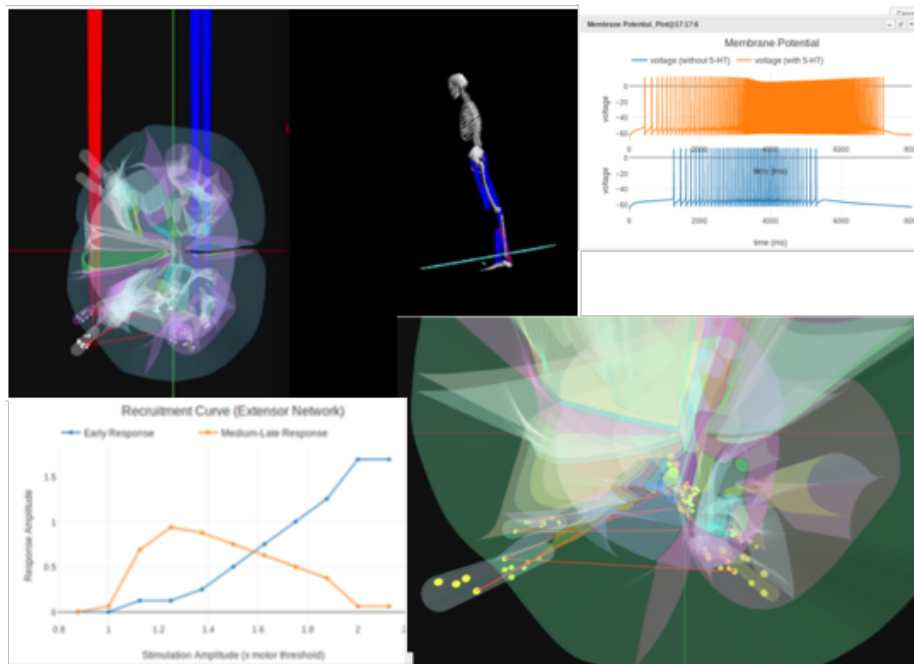 Membrane Potential_Plot@17:17:6
Membrane Potential
voltage (without 5-HT) voltage (with 5-HT)
voltage
0
−20
−40
−60
0 2000 4000 6000 800
time (ms)
voltage
0
−20
−40
−60
0 2000 4000 6000 800
time (ms)
Recruitment Curve (Extensor Network)
Early Response Medium-Late Response
Response Amplitude
1.5
1
0.5
0
0.8 1 1.2 1.4 1.6 1.8 2
Stimulation Amplitude (x motor threshold)